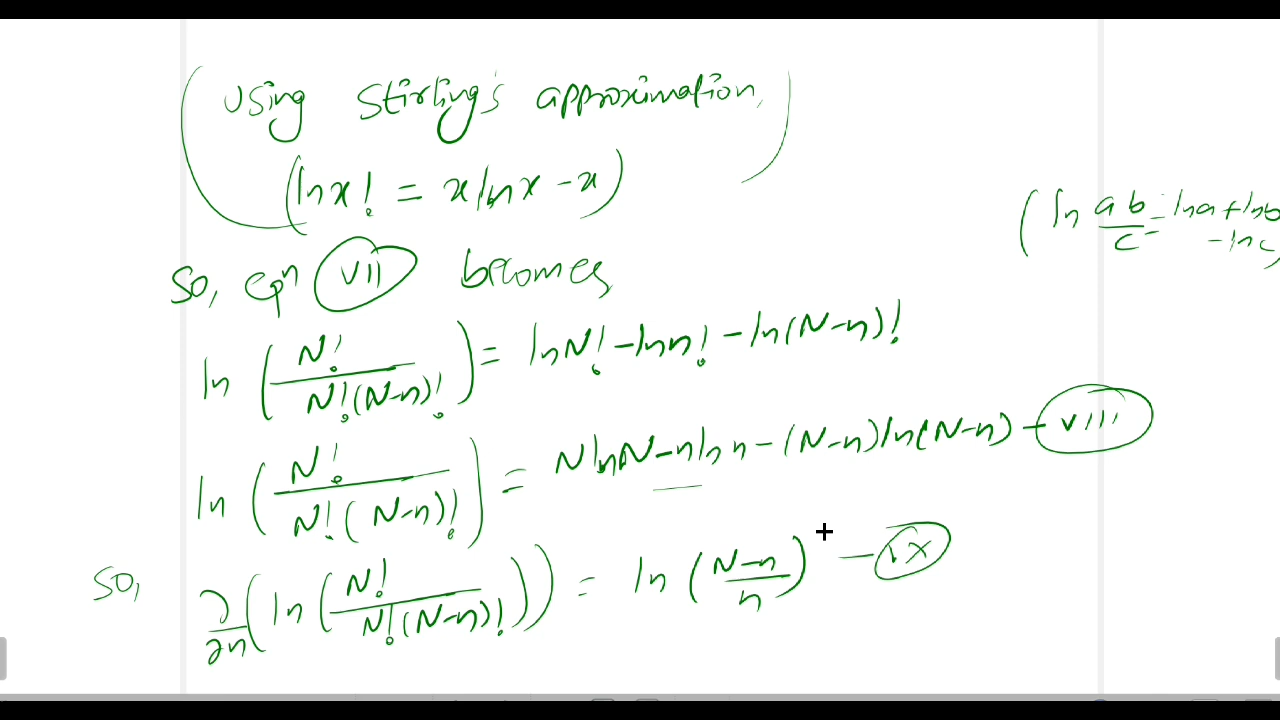 (Using Stirling's approximation,
(ln x! = x ln x - x))
(ln ab/c = ln a + ln b - ln c)
So, eqn (vii) becomes
ln (N!/N!(N-n)!) = ln N! - ln n! - ln (N-n)!
ln (N!/N!(N-n)!) = N ln N - n ln n - (N-n) ln (N-n) - (viii)
So, ∂/∂n (ln (N!/N!(N-n)!)) = ln ((N-n)/n) - (ix)